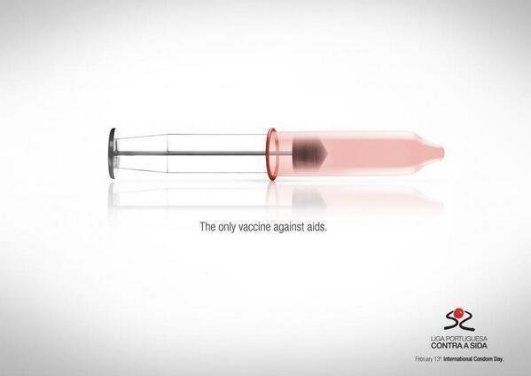 The only vaccine against aids.
LIGA PORTUGUESA
CONTRA A SIDA
February 13th International Condom Day.